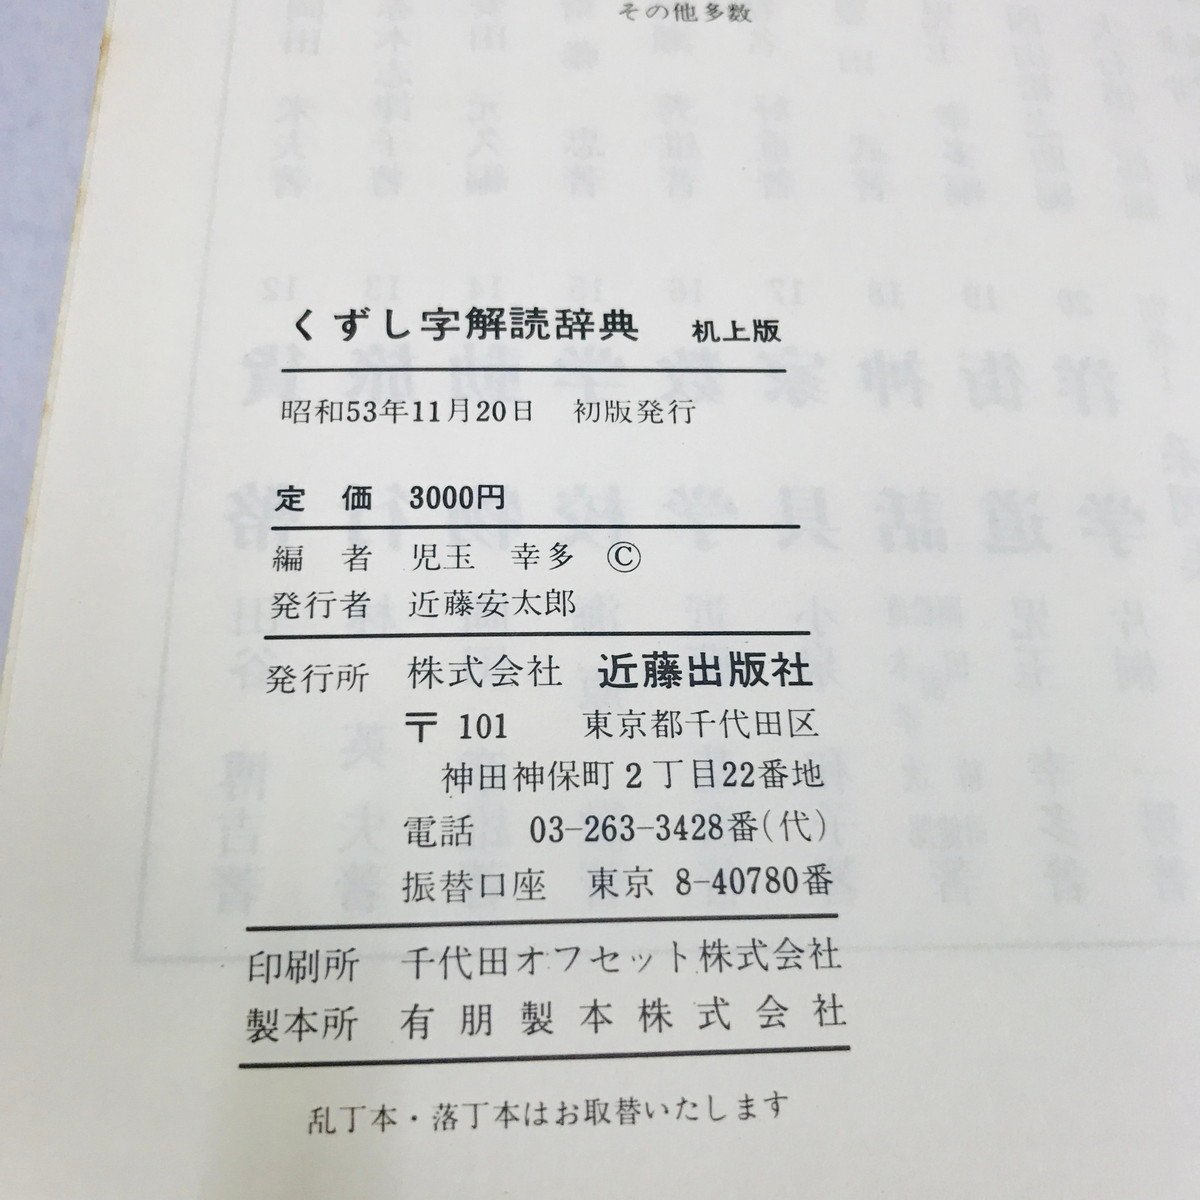 その他多数
くずし字解読辞典 机上版
昭和53年11月20日 初版発行
定 価 3000円
編 者 児玉 幸多 ©
発行者 近藤安太郎
発行所 株式会社 近藤出版社
〒101 東京都千代田区
神田神保町2丁目22番地
電話 03-263-3428番(代)
振替口座 東京 8-40780番
印刷所 千代田オフセット株式会社
製本所 有朋製本株式会社
乱丁本・落丁本はお取替いたします